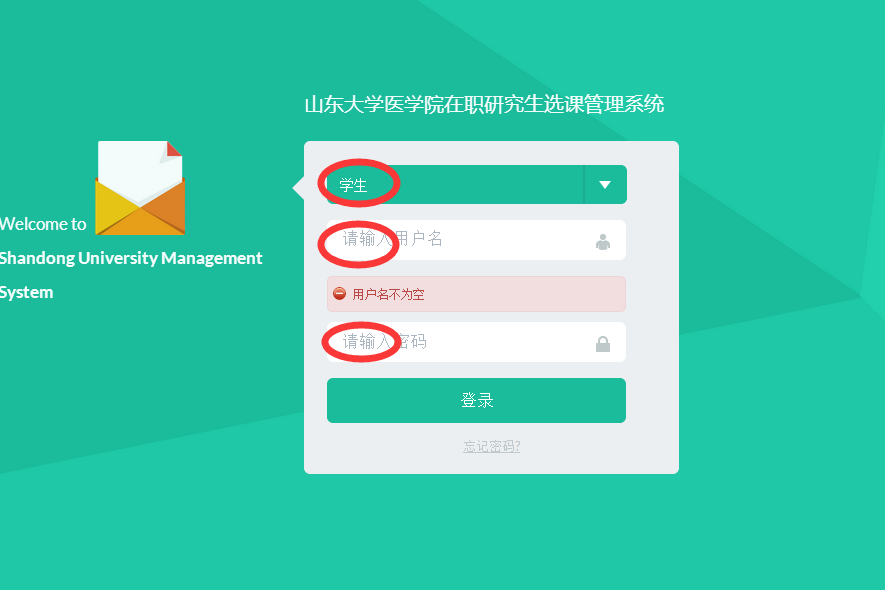 山东大学医学院在职研究生选课管理系统
学生
Welcome to
Shandong University Management
System
请输入用户名
用户名不为空
请输入密码
登录
忘记密码?